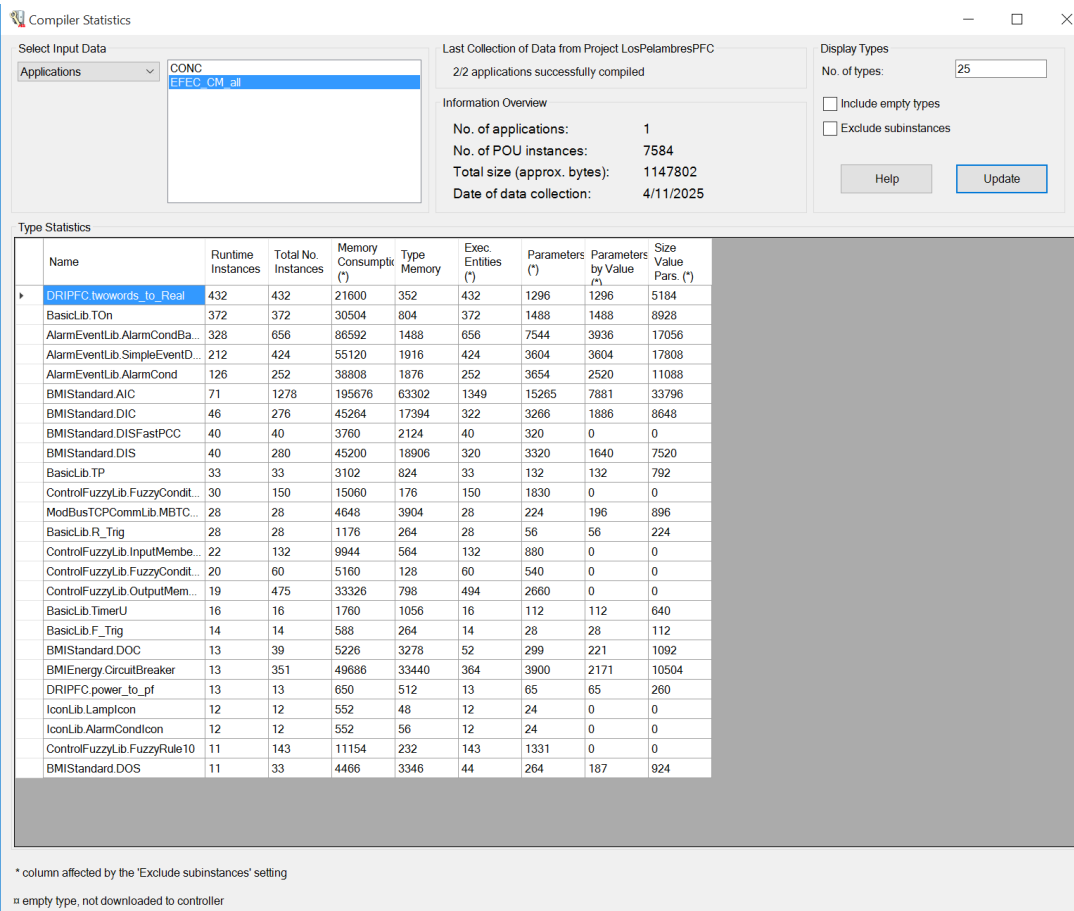 Compiler Statistics
Select Input Data
Applications
CONC
EFEC_CM_all
Last Collection of Data from Project LosPelambresPFC
2/2 applications successfully compiled
Information Overview
No. of applications: 1
No. of POU instances: 7584
Total size (approx. bytes): 1147802
Date of data collection: 4/11/2025
Display Types
No. of types: 25
Include empty types
Exclude subinstances
Help Update
Type Statistics
Name Runtime Instances Total No. Instances Memory Consumptic (*) Type Memory Exec. Entities (*) Parameters (*) Parameters by Value (*) Size Value Pars. (*)
DRIPFC.twowords_to_Real 432 432 21600 352 432 1296 1296 5184
BasicLib.TOn 372 372 30504 804 372 1488 1488 8928
AlarmEventLib.AlarmCondBa... 328 656 86592 1488 656 7544 3936 17056
AlarmEventLib.SimpleEventD... 212 424 55120 1916 424 3604 3604 17808
AlarmEventLib.AlarmCond 126 252 38808 1876 252 3654 2520 11088
BMIStandard.AIC 71 1278 195676 63302 1349 15265 7881 33796
BMIStandard.DIC 46 276 45264 17394 322 3266 1886 8648
BMIStandard.DISFastPCC 40 40 3760 2124 40 320 0 0
BMIStandard.DIS 40 280 45200 18906 320 3320 1640 7520
BasicLib.TP 33 33 3102 824 33 132 132 792
ControlFuzzyLib.FuzzyCondit... 30 150 15060 176 150 1830 0 0
ModBusTCPCommLib.MBTC... 28 28 4648 3904 28 224 196 896
BasicLib.R_Trig 28 28 1176 264 28 56 56 224
ControlFuzzyLib.InputMembe... 22 132 9944 564 132 880 0 0
ControlFuzzyLib.FuzzyCondit... 20 60 5160 128 60 540 0 0
ControlFuzzyLib.OutputMem... 19 475 33326 798 494 2660 0 0
BasicLib.TimerU 16 16 1760 1056 16 112 112 640
BasicLib.F_Trig 14 14 588 264 14 28 28 112
BMIStandard.DOC 13 39 5226 3278 52 299 221 1092
BMIEnergy.CircuitBreaker 13 351 49686 33440 364 3900 2171 10504
DRIPFC.power_to_pf 13 13 650 512 13 65 65 260
IconLib.LampIcon 12 12 552 48 12 24 0 0
IconLib.AlarmCondIcon 12 12 552 56 12 24 0 0
ControlFuzzyLib.FuzzyRule10 11 143 11154 232 143 1331 0 0
BMIStandard.DOS 11 33 4466 3346 44 264 187 924
* column affected by the 'Exclude subinstances' setting
¤ empty type, not downloaded to controller